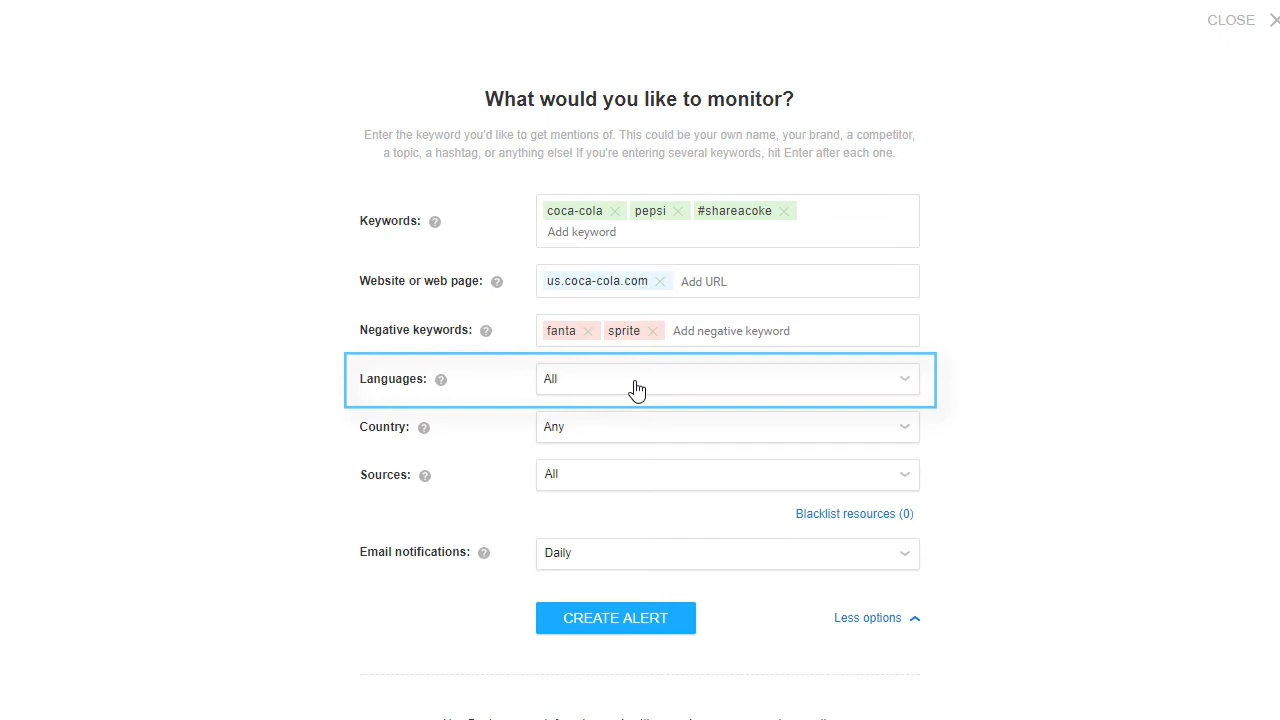 CLOSE
What would you like to monitor?
Enter the keyword you'd like to get mentions of. This could be your own name, your brand, a competitor,
a topic, a hashtag, or anything else! If you're entering several keywords, hit Enter after each one.
Keywords: ?
coca-cola pepsi #shareacoke
Add keyword
Website or web page: ? us.coca-cola.com Add URL
Negative keywords: ? fanta sprite Add negative keyword
Languages: ? All
Country: ? Any
Sources: ? All
Blacklist resources (0)
Email notifications: ? Daily
CREATE ALERT Less options